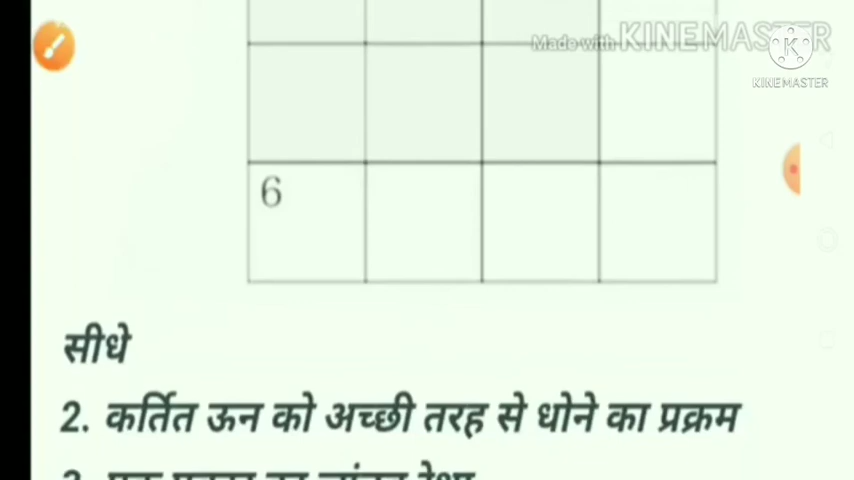 Made with KINEMASTER
KINEMASTER
6
सीधे
2. कर्तित ऊन को अच्छी तरह से धोने का प्रक्रम